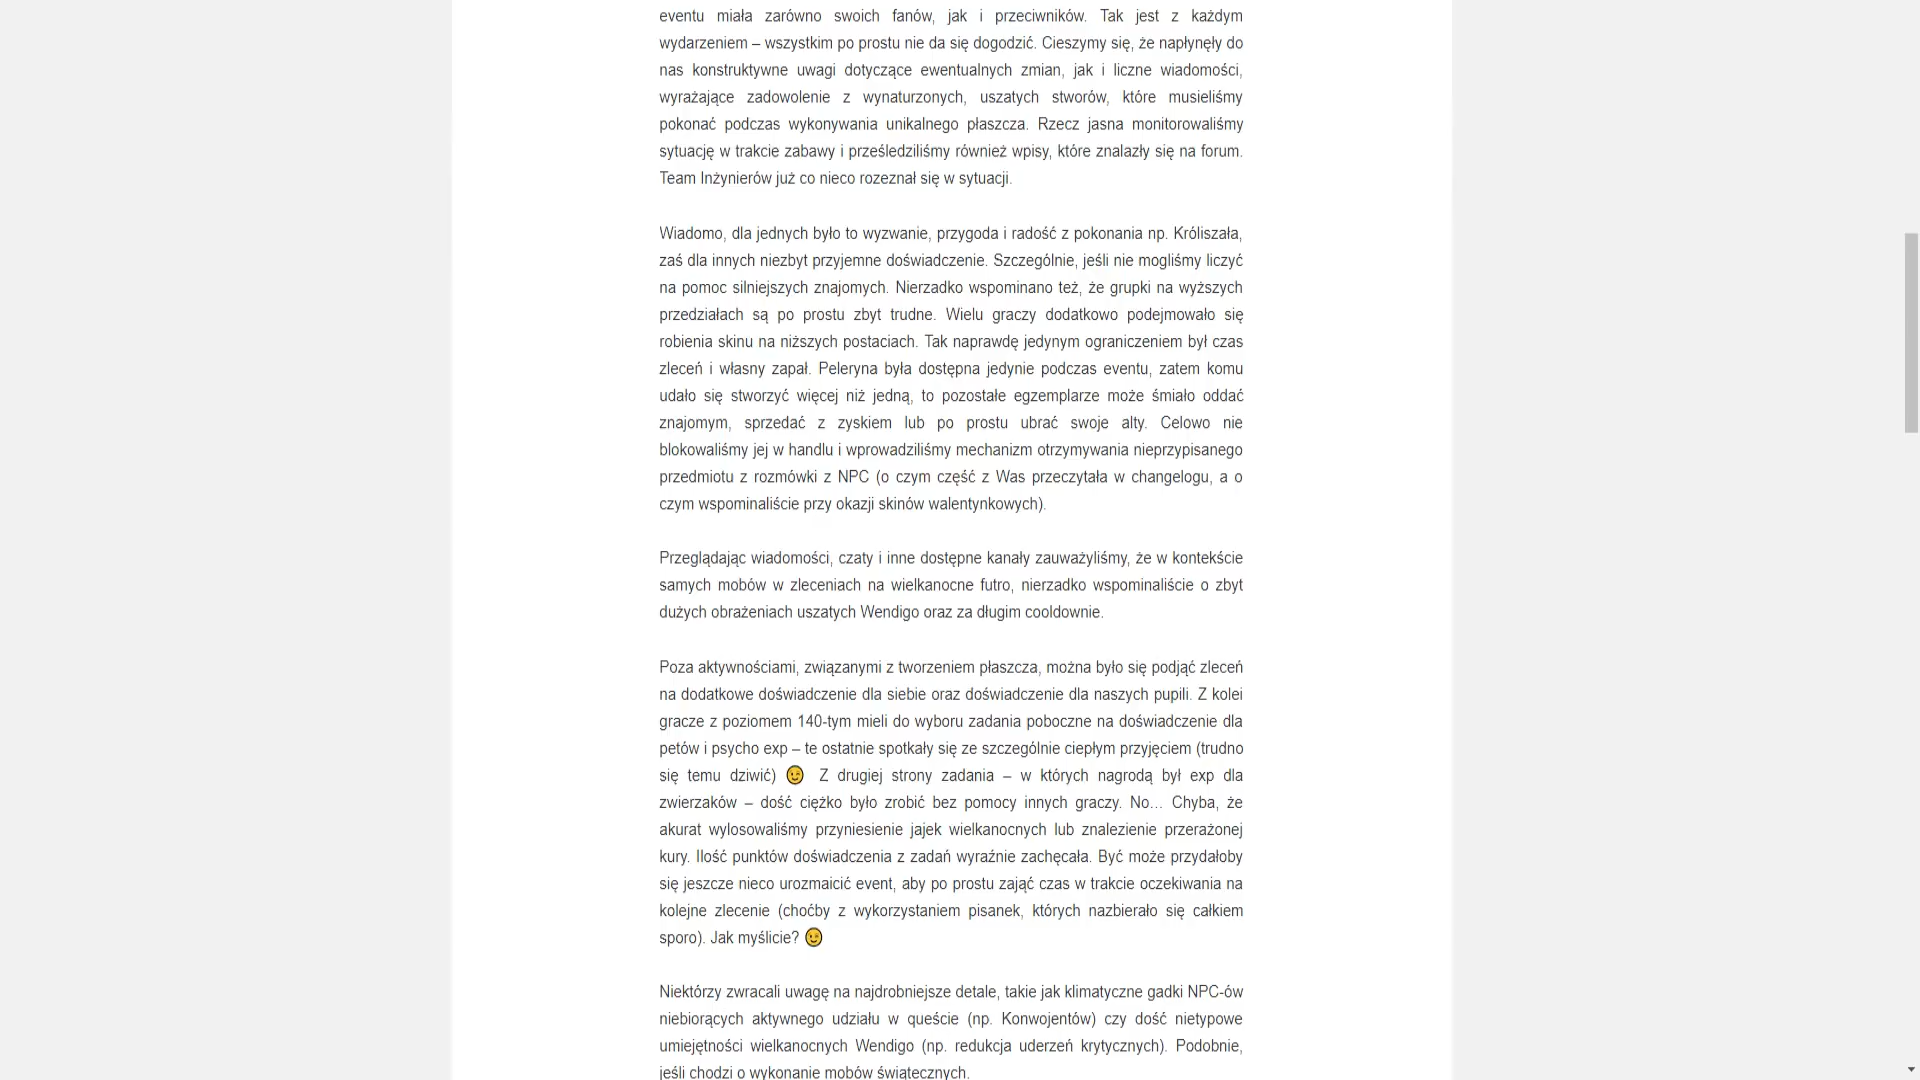 eventu miała zarówno swoich fanów, jak i przeciwników. Tak jest z każdym
wydarzeniem – wszystkim po prostu nie da się dogodzić. Cieszymy się, że napłynęły do
nas konstruktywne uwagi dotyczące ewentualnych zmian, jak i liczne wiadomości,
wyrażające zadowolenie z wynaturzonych, uszatych stworów, które musieliśmy
pokonać podczas wykonywania unikalnego płaszcza. Rzecz jasna monitorowaliśmy
sytuację w trakcie zabawy i prześledziliśmy również wpisy, które znalazły się na forum.
Team Inżynierów już co nieco rozeznał się w sytuacji.
Wiadomo, dla jednych było to wyzwanie, przygoda i radość z pokonania np. Króliszała,
zaś dla innych niezbyt przyjemne doświadczenie. Szczególnie, jeśli nie mogliśmy liczyć
na pomoc silniejszych znajomych. Nierzadko wspominano też, że grupki na wyższych
przedziałach są po prostu zbyt trudne. Wielu graczy dodatkowo podejmowało się
robienia skinu na niższych postaciach. Tak naprawdę jedynym ograniczeniem był czas
zleceń i własny zapał. Peleryna była dostępna jedynie podczas eventu, zatem komu
udało się stworzyć więcej niż jedną, to pozostałe egzemplarze może śmiało oddać
znajomym, sprzedać z zyskiem lub po prostu ubrać swoje alty. Celowo nie
blokowaliśmy jej w handlu i wprowadziliśmy mechanizm otrzymywania nieprzypisanego
przedmiotu z rozmówki z NPC (o czym część z Was przeczytała w changelogu, a o
czym wspominaliście przy okazji skinów walentynkowych).
Przeglądając wiadomości, czaty i inne dostępne kanały zauważyliśmy, że w kontekście
samych mobów w zleceniach na wielkanocne futro, nierzadko wspominaliście o zbyt
dużych obrażeniach uszatych Wendigo oraz za długim cooldownie.
Poza aktywnościami, związanymi z tworzeniem płaszcza, można było się podjąć zleceń
na dodatkowe doświadczenie dla siebie oraz doświadczenie dla naszych pupili. Z kolei
gracze z poziomem 140-tym mieli do wyboru zadania poboczne na doświadczenie dla
petów i psycho exp – te ostatnie spotkały się ze szczególnie ciepłym przyjęciem (trudno
się temu dziwić) 😉 Z drugiej strony zadania – w których nagrodą był exp dla
zwierzaków – dość ciężko było zrobić bez pomocy innych graczy. No… Chyba, że
akurat wylosowaliśmy przyniesienie jajek wielkanocnych lub znalezienie przerażonej
kury. Ilość punktów doświadczenia z zadań wyraźnie zachęcała. Być może przydałoby
się jeszcze nieco urozmaicić event, aby po prostu zająć czas w trakcie oczekiwania na
kolejne zlecenie (choćby z wykorzystaniem pisanek, których nazbierało się całkiem
sporo). Jak myślicie? 😉
Niektórzy zwracali uwagę na najdrobniejsze detale, takie jak klimatyczne gadki NPC-ów
niebiorących aktywnego udziału w queście (np. Konwojentów) czy dość nietypowe
umiejętności wielkanocnych Wendigo (np. redukcja uderzeń krytycznych). Podobnie,
jeśli chodzi o wykonanie mobów świątecznych.